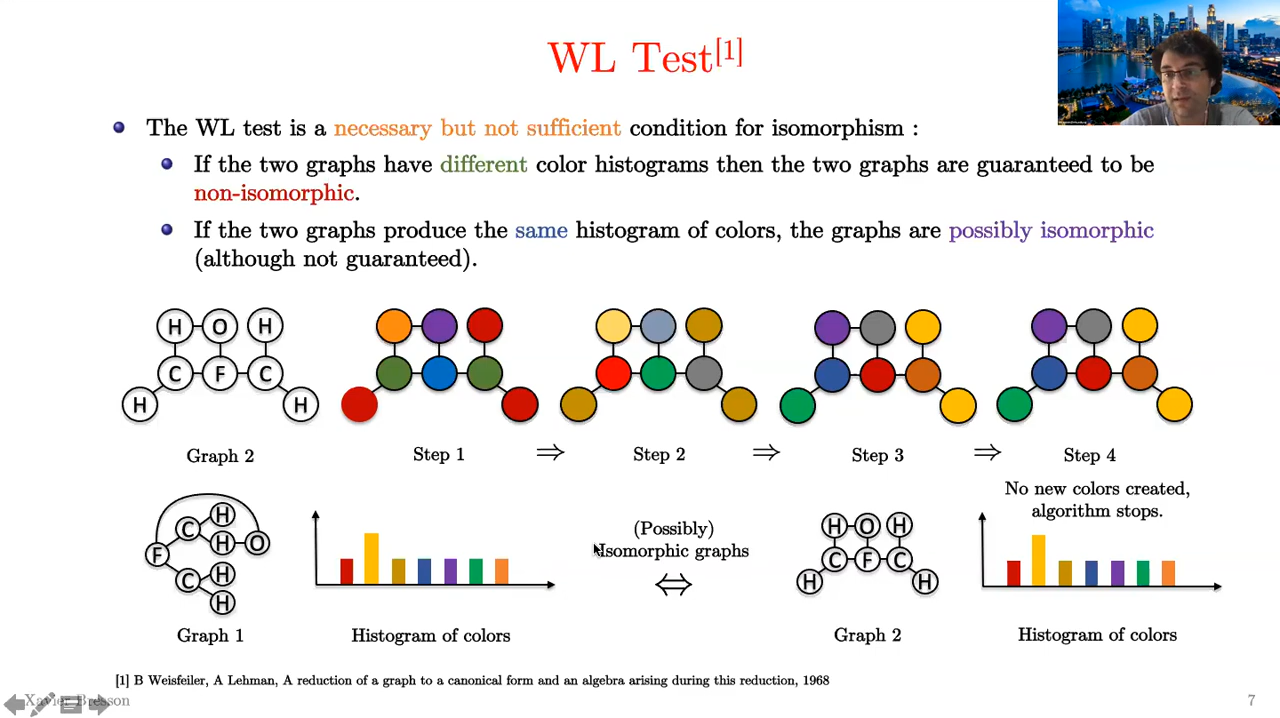 WL Test[1]
The WL test is a necessary but not sufficient condition for isomorphism :
If the two graphs have different color histograms then the two graphs are guaranteed to be
non-isomorphic.
If the two graphs produce the same histogram of colors, the graphs are possibly isomorphic
(although not guaranteed).
H O H
C F C
H H
Graph 2
Step 1
⇒
Step 2
⇒
Step 3
⇒
Step 4
No new colors created,
algorithm stops.
H
C
H O
F
H
C
H
Graph 1
Histogram of colors
(Possibly)
Isomorphic graphs
⇔
H O H
C F C
H H
Graph 2
Histogram of colors
[1] B Weisfeiler, A Lehman, A reduction of a graph to a canonical form and an algebra arising during this reduction, 1968
Xavier Bresson
7